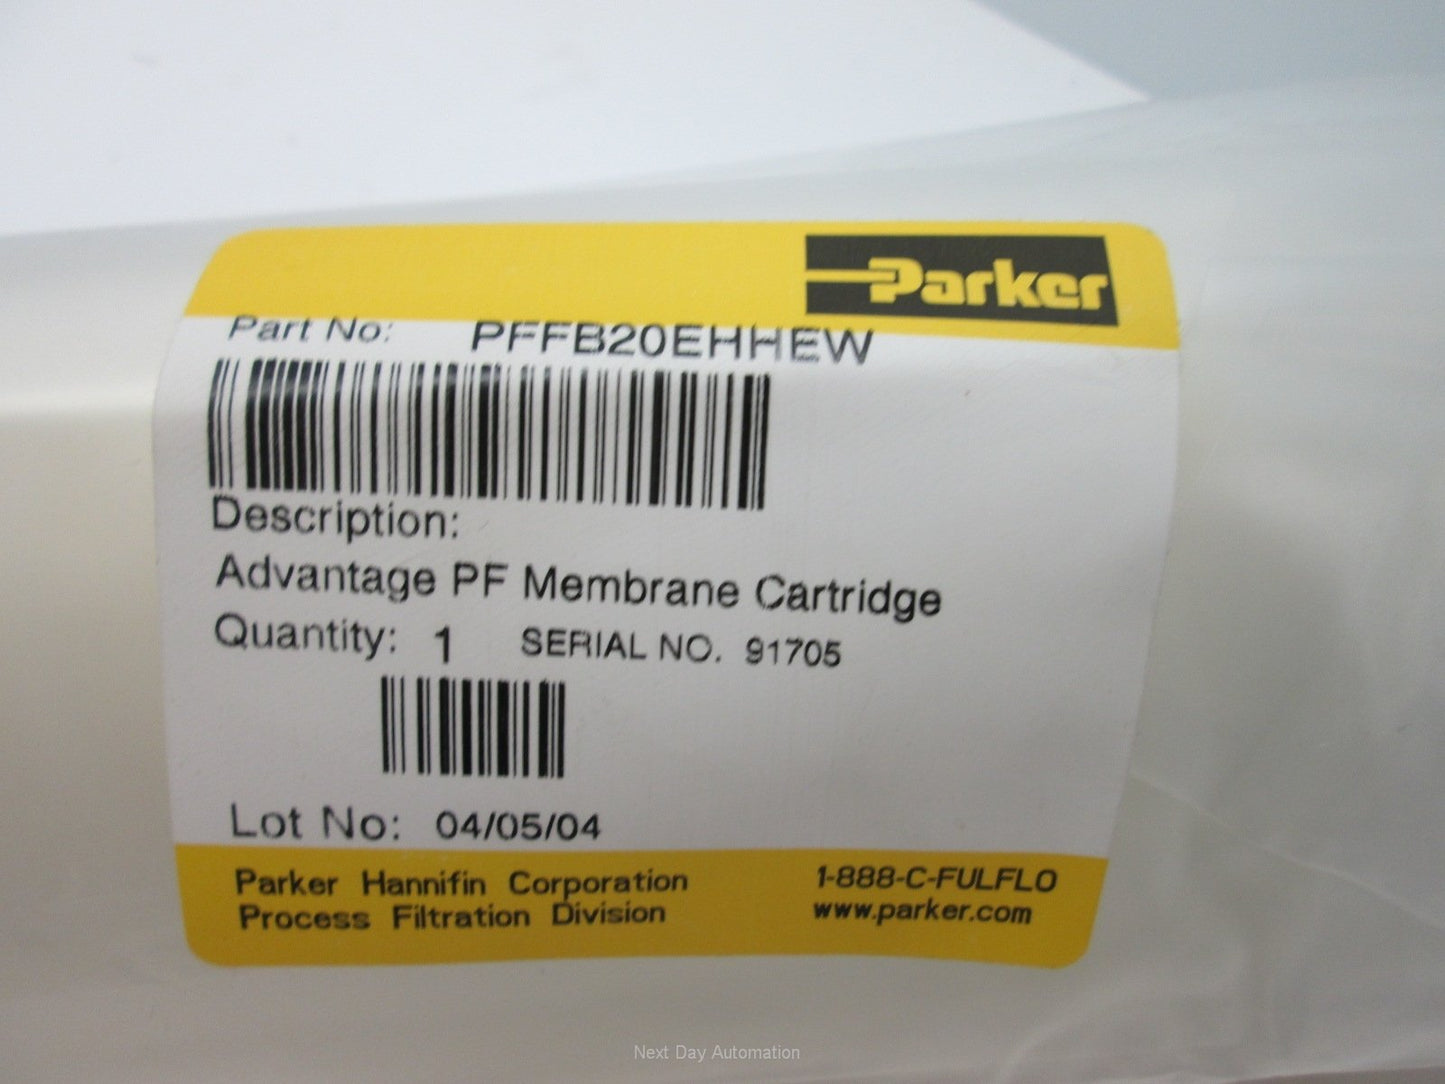 Parker
Part No: PFFB20EHHEW
Description:
Advantage PF Membrane Cartridge
Quantity: 1 SERIAL NO. 91705
Lot No: 04/05/04
Parker Hannifin Corporation 1-888-C-FULFLO
Process Filtration Division www.parker.com
Next Day Automation